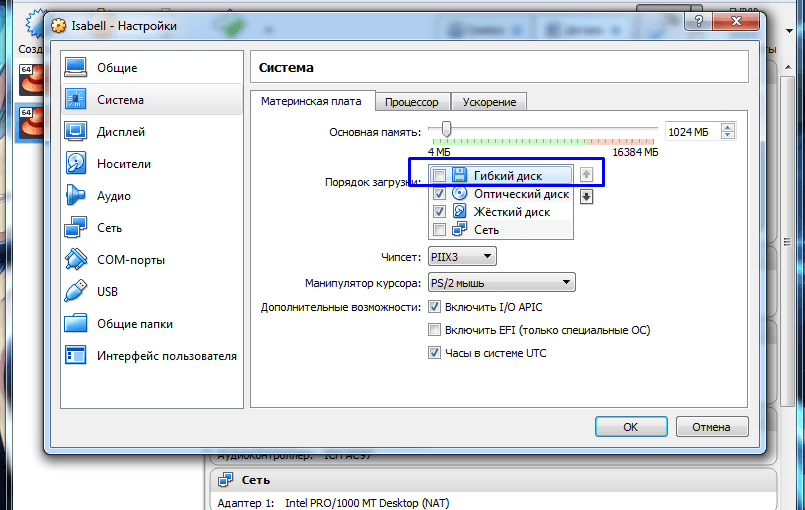 Isabell - Настройки
?
Созд
64
64
Общие
Система
Дисплей
Носители
Аудио
Сеть
COM-порты
USB
Общие папки
Интерфейс пользователя
Система
Материнская плата
Процессор
Ускорение
Основная память:
1024 МБ
4 МБ
16384 МБ
Порядок загрузки:
Гибкий диск
Оптический диск
Жёсткий диск
Сеть
Чипсет:
PIIX3
Манипулятор курсора:
PS/2 мышь
Дополнительные возможности:
Включить I/O APIC
Включить EFI (только специальные ОС)
Часы в системе UTC
OK
Отмена
Аудиоконтроллер: ICH AC97
Сеть
Адаптер 1: Intel PRO/1000 MT Desktop (NAT)